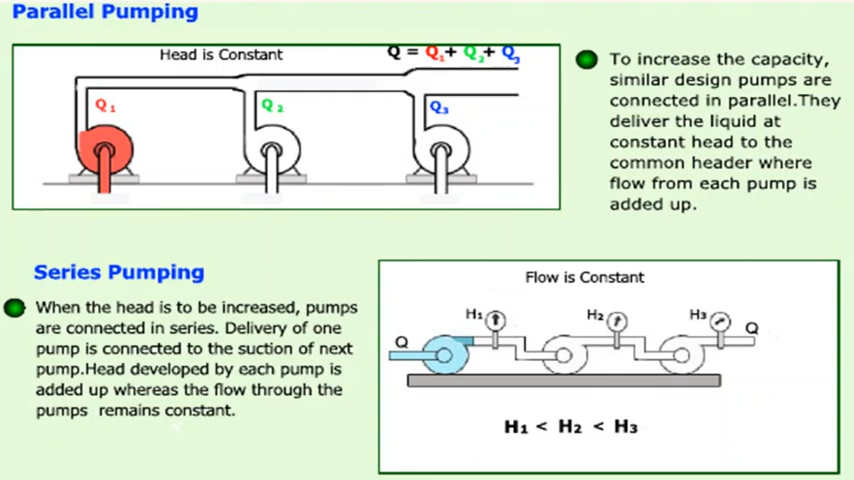 Parallel Pumping
Head is Constant
Q = Q1+ Q2+ Q3
Q1
Q2
Q3
To increase the capacity,
similar design pumps are
connected in parallel.They
deliver the liquid at
constant head to the
common header where
flow from each pump is
added up.
Series Pumping
When the head is to be increased, pumps
are connected in series. Delivery of one
pump is connected to the suction of next
pump.Head developed by each pump is
added up whereas the flow through the
pumps remains constant.
Flow is Constant
H1
H2
H3
Q
Q
H1 < H2 < H3